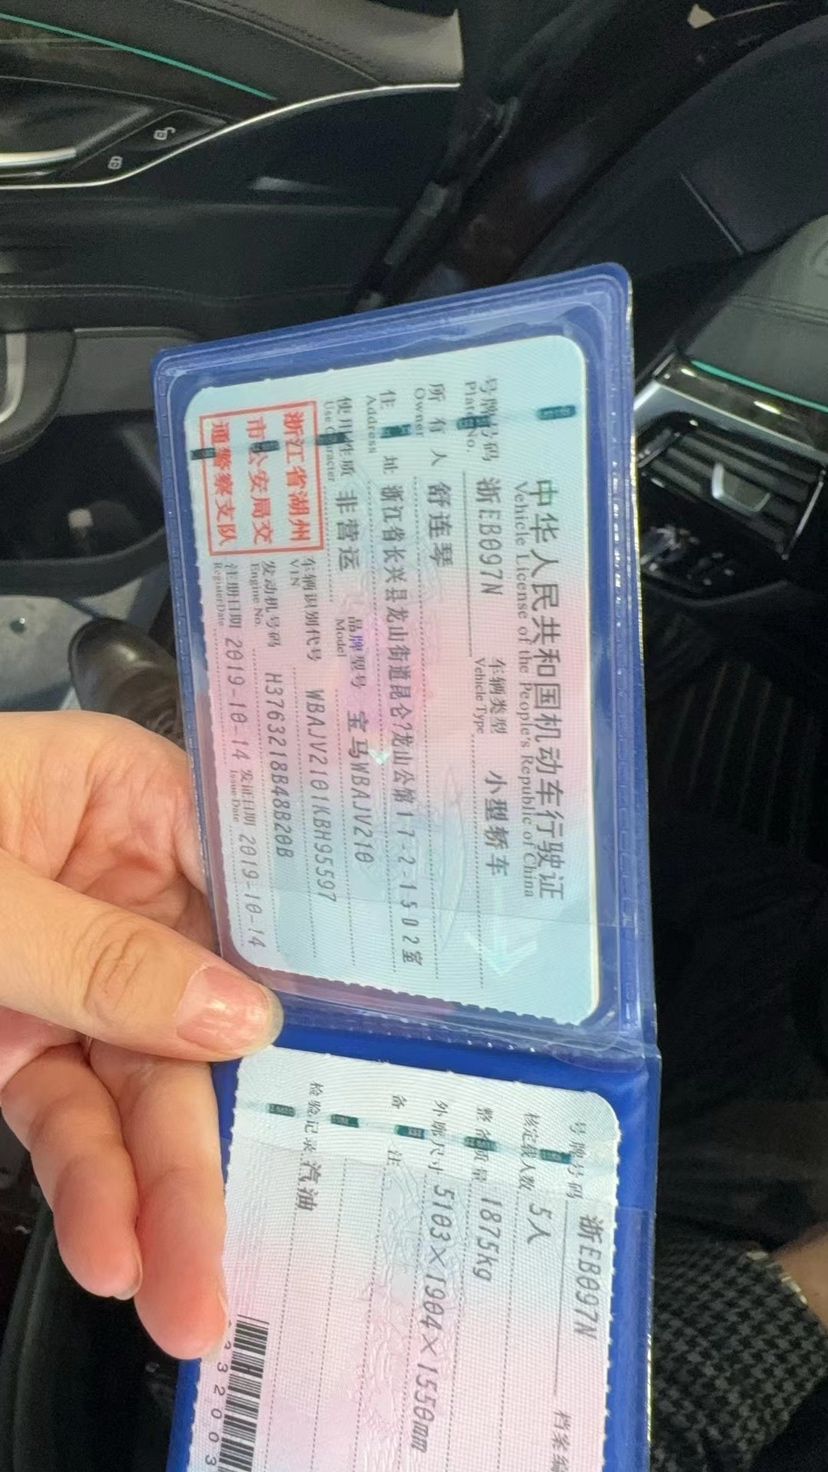 中华人民共和国机动车行驶证
Vehicle License of the People's Republic of China
号牌号码 浙EB097N 车辆类型 小型轿车
Plate No. Vehicle Type
所有人 舒连琴
Owner
住址 浙江省长兴县龙山街道昆仑?龙山公馆17-2-1502室
Address
使用性质 非营运 品牌型号 宝马WBAJV210
Use Character Model
浙江省湖州
市公安局交
通警察支队
车辆识别代号 WBAJV2101KBH95597
VIN
发动机号码 H3763218B48B20B
Engine No.
注册日期 2019-10-14 发证日期 2019-10-14
Register Date Issue Date
号牌号码 浙EB097N 档案编
核定载人数 5人
整备质量 1875kg
外廓尺寸 5103×1904×1550mm
备注
检验记录 汽油